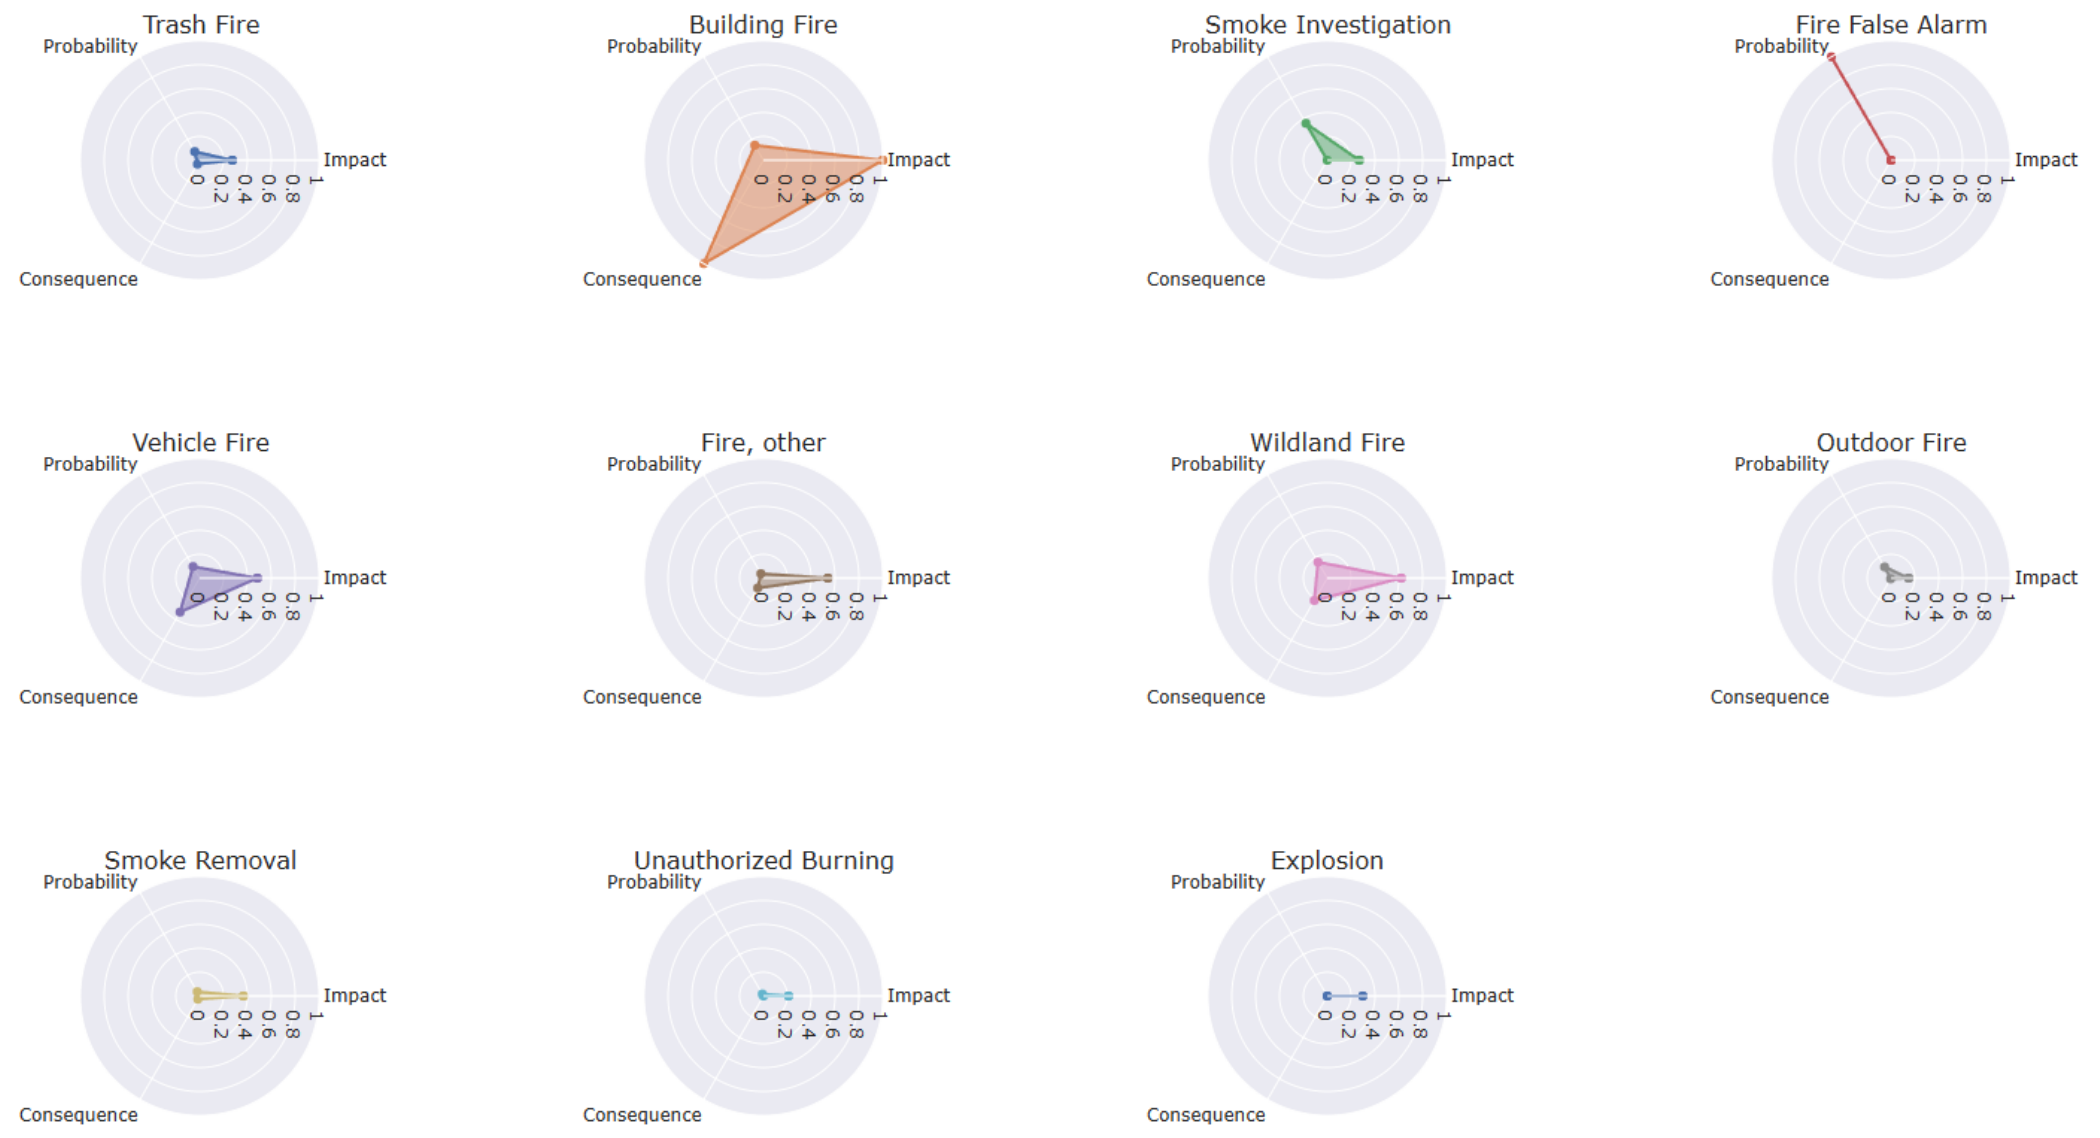 Trash Fire
Probability
Impact
0 0.2 0.4 0.6 0.8 1
Consequence
Building Fire
Probability
Impact
0 0.2 0.4 0.6 0.8 1
Consequence
Smoke Investigation
Probability
Impact
0 0.2 0.4 0.6 0.8 1
Consequence
Fire False Alarm
Probability
Impact
0 0.2 0.4 0.6 0.8 1
Consequence
Vehicle Fire
Probability
Impact
0 0.2 0.4 0.6 0.8 1
Consequence
Fire, other
Probability
Impact
0 0.2 0.4 0.6 0.8 1
Consequence
Wildland Fire
Probability
Impact
0 0.2 0.4 0.6 0.8 1
Consequence
Outdoor Fire
Probability
Impact
0 0.2 0.4 0.6 0.8 1
Consequence
Smoke Removal
Probability
Impact
0 0.2 0.4 0.6 0.8 1
Consequence
Unauthorized Burning
Probability
Impact
0 0.2 0.4 0.6 0.8 1
Consequence
Explosion
Probability
Impact
0 0.2 0.4 0.6 0.8 1
Consequence